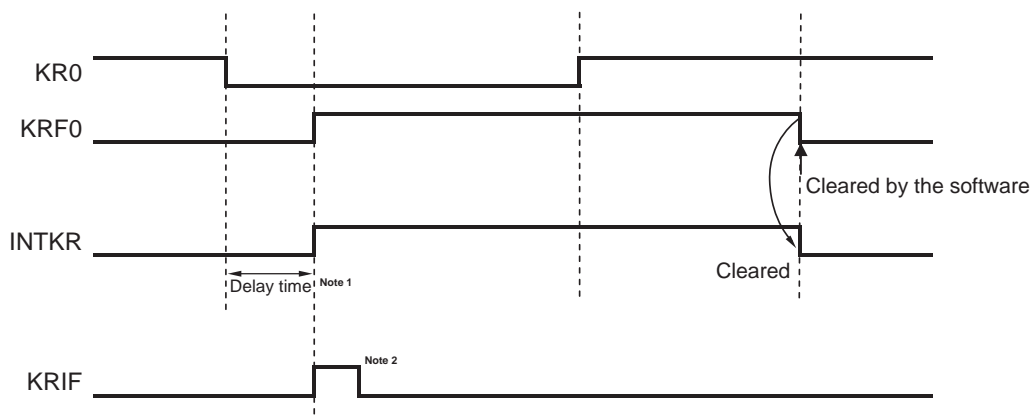 KR0
KRF0
Cleared by the software
INTKR
Cleared
Delay time Note 1
Note 2
KRIF